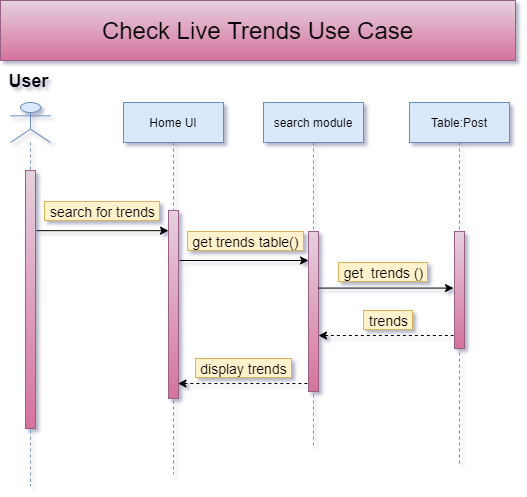 Check Live Trends Use Case
User
Home UI
search module
Table:Post
search for trends
get trends table()
get trends ()
trends
display trends